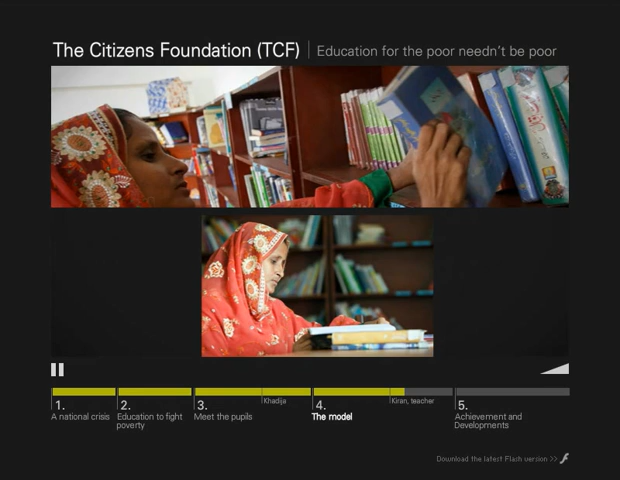 The Citizens Foundation (TCF) | Education for the poor needn't be poor
Khadija
Kiran, teacher
1.
2.
3.
4.
5.
A national crisis
Education to fight
poverty
Meet the pupils
The model
Achievement and
Developments
Download the latest Flash version >>